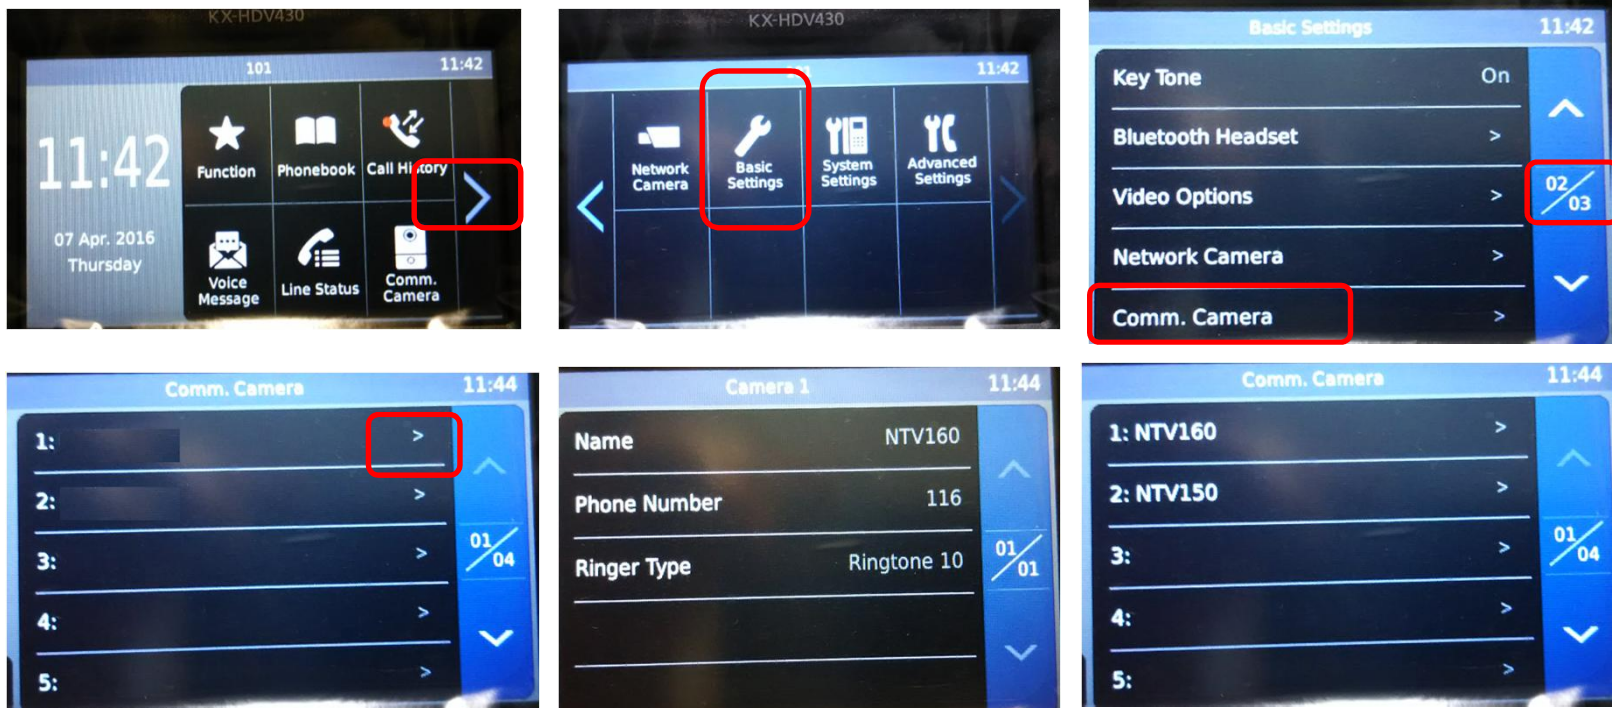 KX-HDV430
101
11:42
11:42
07 Apr. 2016
Thursday
Function
Phonebook
Call History
Voice
Message
Line Status
Comm.
Camera
KX-HDV430
11:42
Network
Camera
Basic
Settings
System
Settings
Advanced
Settings
Basic Settings
11:42
Key Tone
On
Bluetooth Headset
>
Video Options
>
Network Camera
>
Comm. Camera
>
02/03
Comm. Camera
11:44
1:
>
2:
>
3:
>
4:
>
5:
>
01/04
Camera 1
11:44
Name
NTV160
Phone Number
116
Ringer Type
Ringtone 10
01/01
Comm. Camera
11:44
1: NTV160
>
2: NTV150
>
3:
>
4:
>
5:
>
01/04